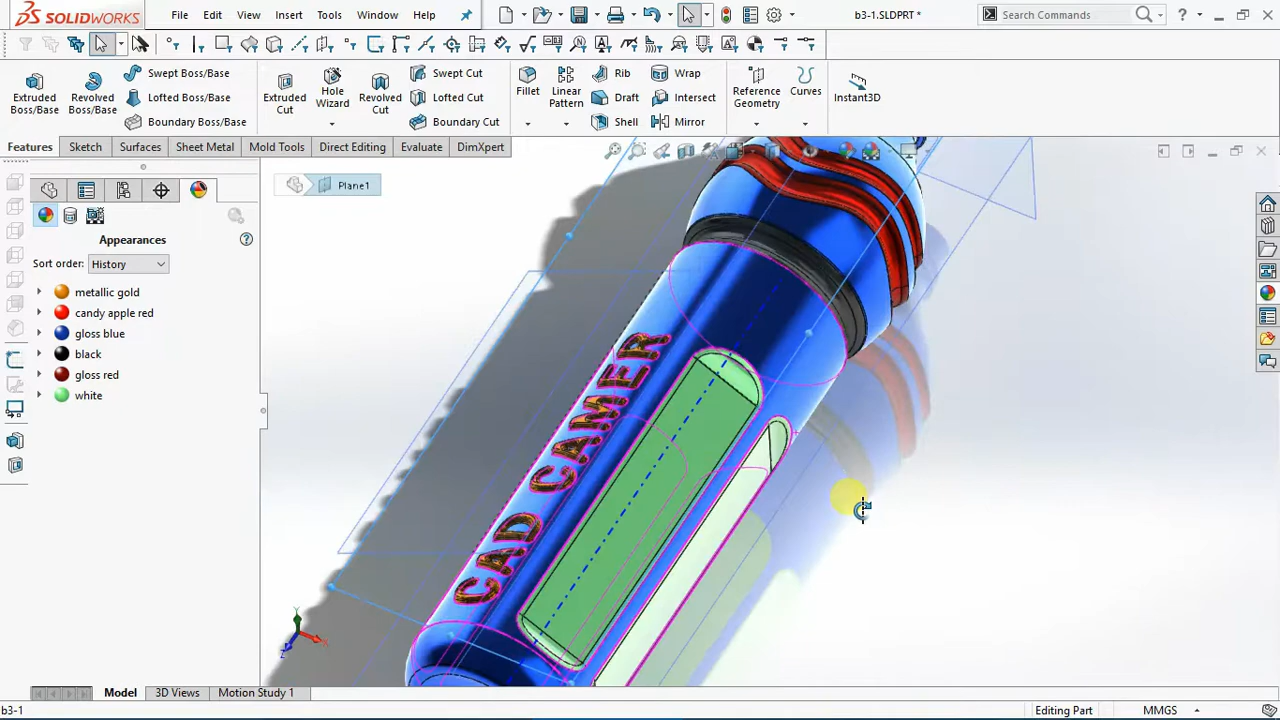 SOLIDWORKS File Edit View Insert Tools Window Help b3-1.SLDPRT * Search Commands ?
Extruded Boss/Base Revolved Boss/Base Swept Boss/Base Lofted Boss/Base Boundary Boss/Base Extruded Cut Hole Wizard Revolved Cut Swept Cut Lofted Cut Boundary Cut Fillet Linear Pattern Rib Draft Shell Wrap Intersect Mirror Reference Geometry Curves Instant3D
Features Sketch Surfaces Sheet Metal Mold Tools Direct Editing Evaluate DimXpert
Plane1
Appearances
Sort order: History
metallic gold
candy apple red
gloss blue
black
gloss red
white
CAD CAMER
Y
X
Z
Model 3D Views Motion Study 1
b3-1 Editing Part MMGS